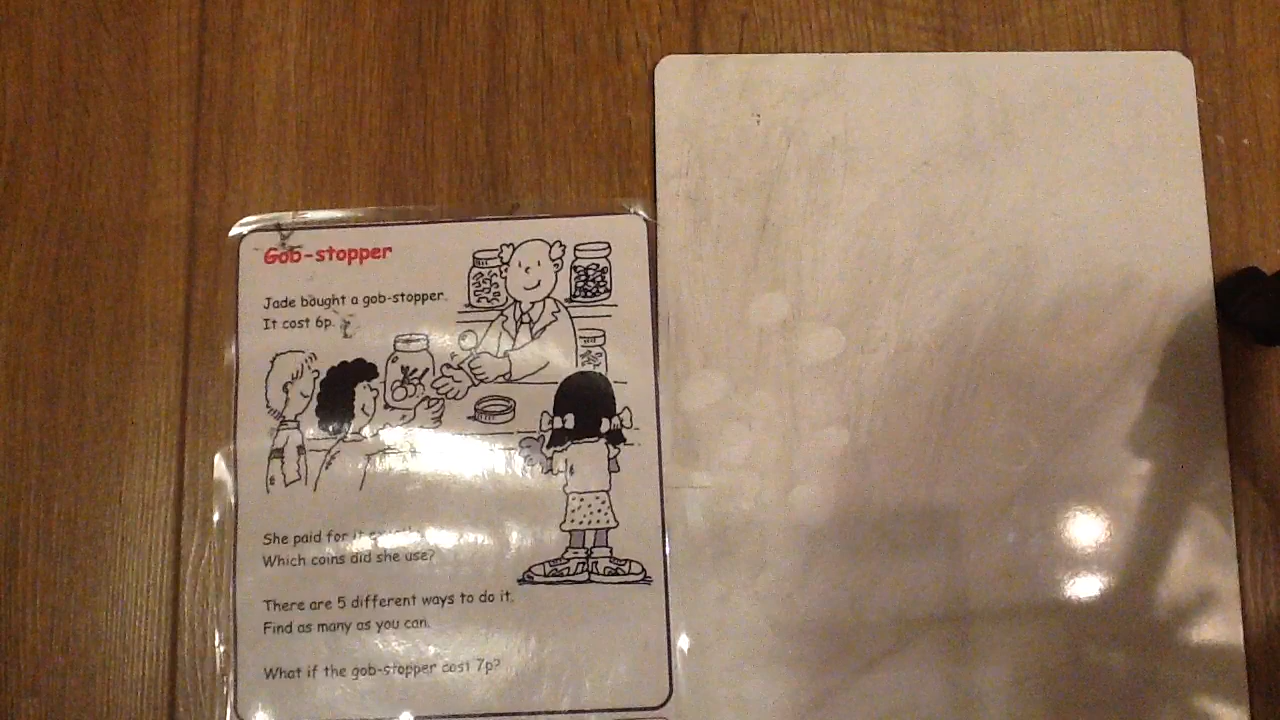 Gob-stopper
Jade bought a gob-stopper.
It cost 6p.
She paid for it
Which coins did she use?
There are 5 different ways to do it.
Find as many as you can.
What if the gob-stopper cost 7p?